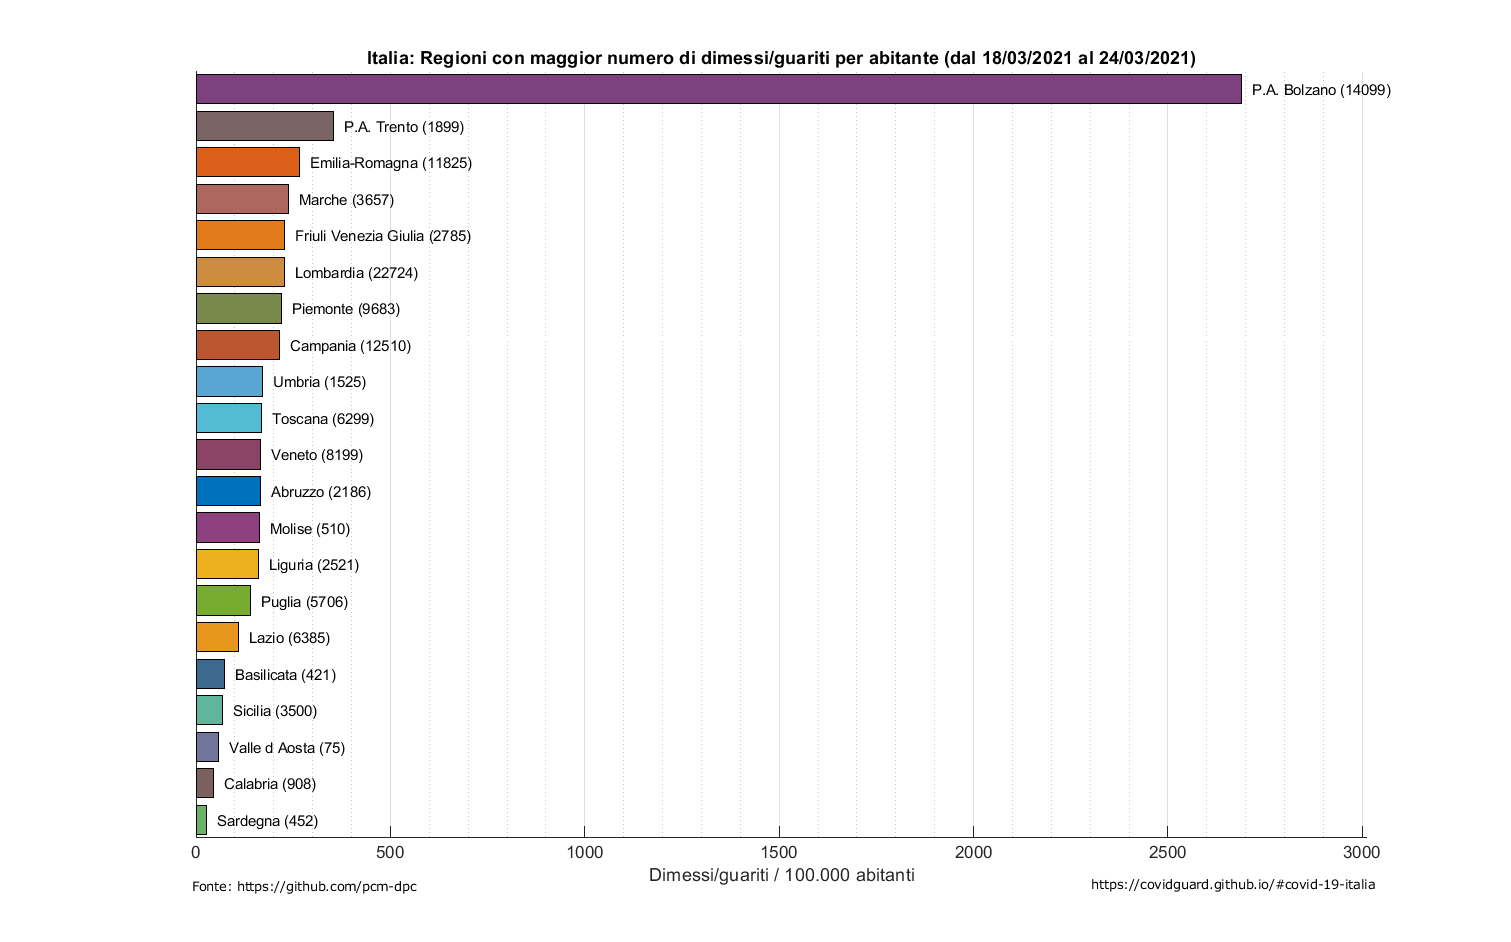 Italia: Regioni con maggior numero di dimessi/guariti per abitante (dal 18/03/2021 al 24/03/2021)
P.A. Bolzano (14099)
P.A. Trento (1899)
Emilia-Romagna (11825)
Marche (3657)
Friuli Venezia Giulia (2785)
Lombardia (22724)
Piemonte (9683)
Campania (12510)
Umbria (1525)
Toscana (6299)
Veneto (8199)
Abruzzo (2186)
Molise (510)
Liguria (2521)
Puglia (5706)
Lazio (6385)
Basilicata (421)
Sicilia (3500)
Valle d Aosta (75)
Calabria (908)
Sardegna (452)
0 500 1000 1500 2000 2500 3000
Dimessi/guariti / 100.000 abitanti
Fonte: https://github.com/pcm-dpc
https://covidguard.github.io/#covid-19-italia